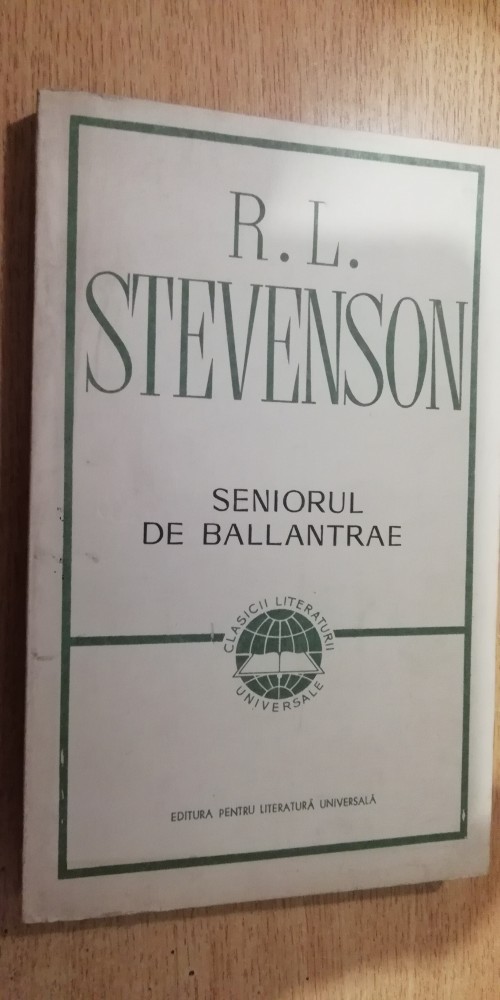 R. L.
STEVENSON
SENIORUL
DE BALLANTRAE
CLASICII LITERATURII
UNIVERSALE
EDITURA PENTRU LITERATURĂ UNIVERSALĂ